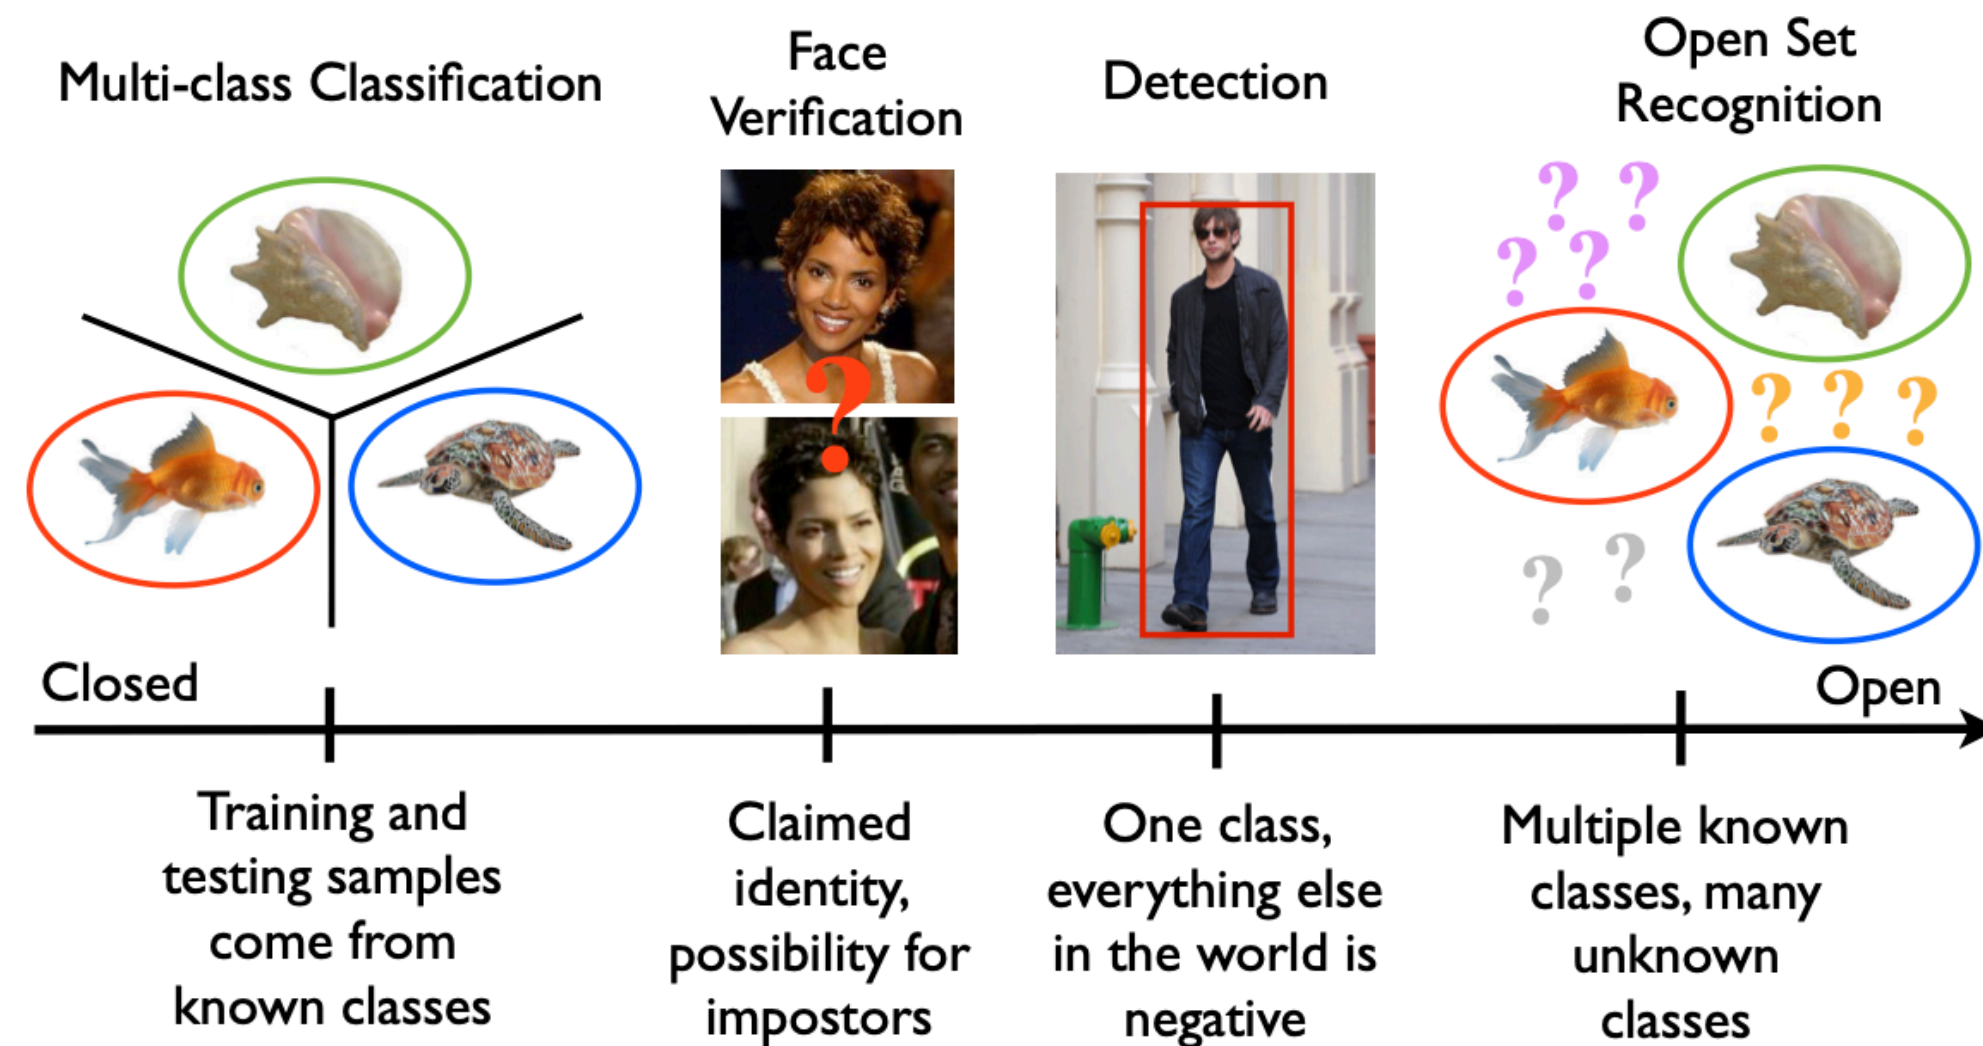 Multi-class Classification
Face
Verification
Detection
Open Set
Recognition
? ?
? ?
?
? ? ?
? ?
Closed
Open
Training and
testing samples
come from
known classes
Claimed
identity,
possibility for
impostors
One class,
everything else
in the world is
negative
Multiple known
classes, many
unknown
classes